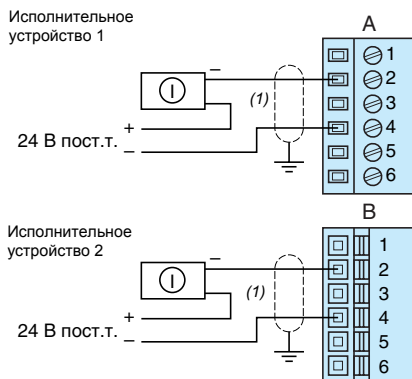 Исполнительное
устройство 1
A
–
I
(1)
+
24 В пост.т.
–
1
2
3
4
5
6
Исполнительное
устройство 2
B
–
I
(1)
+
24 В пост.т.
–
1
2
3
4
5
6